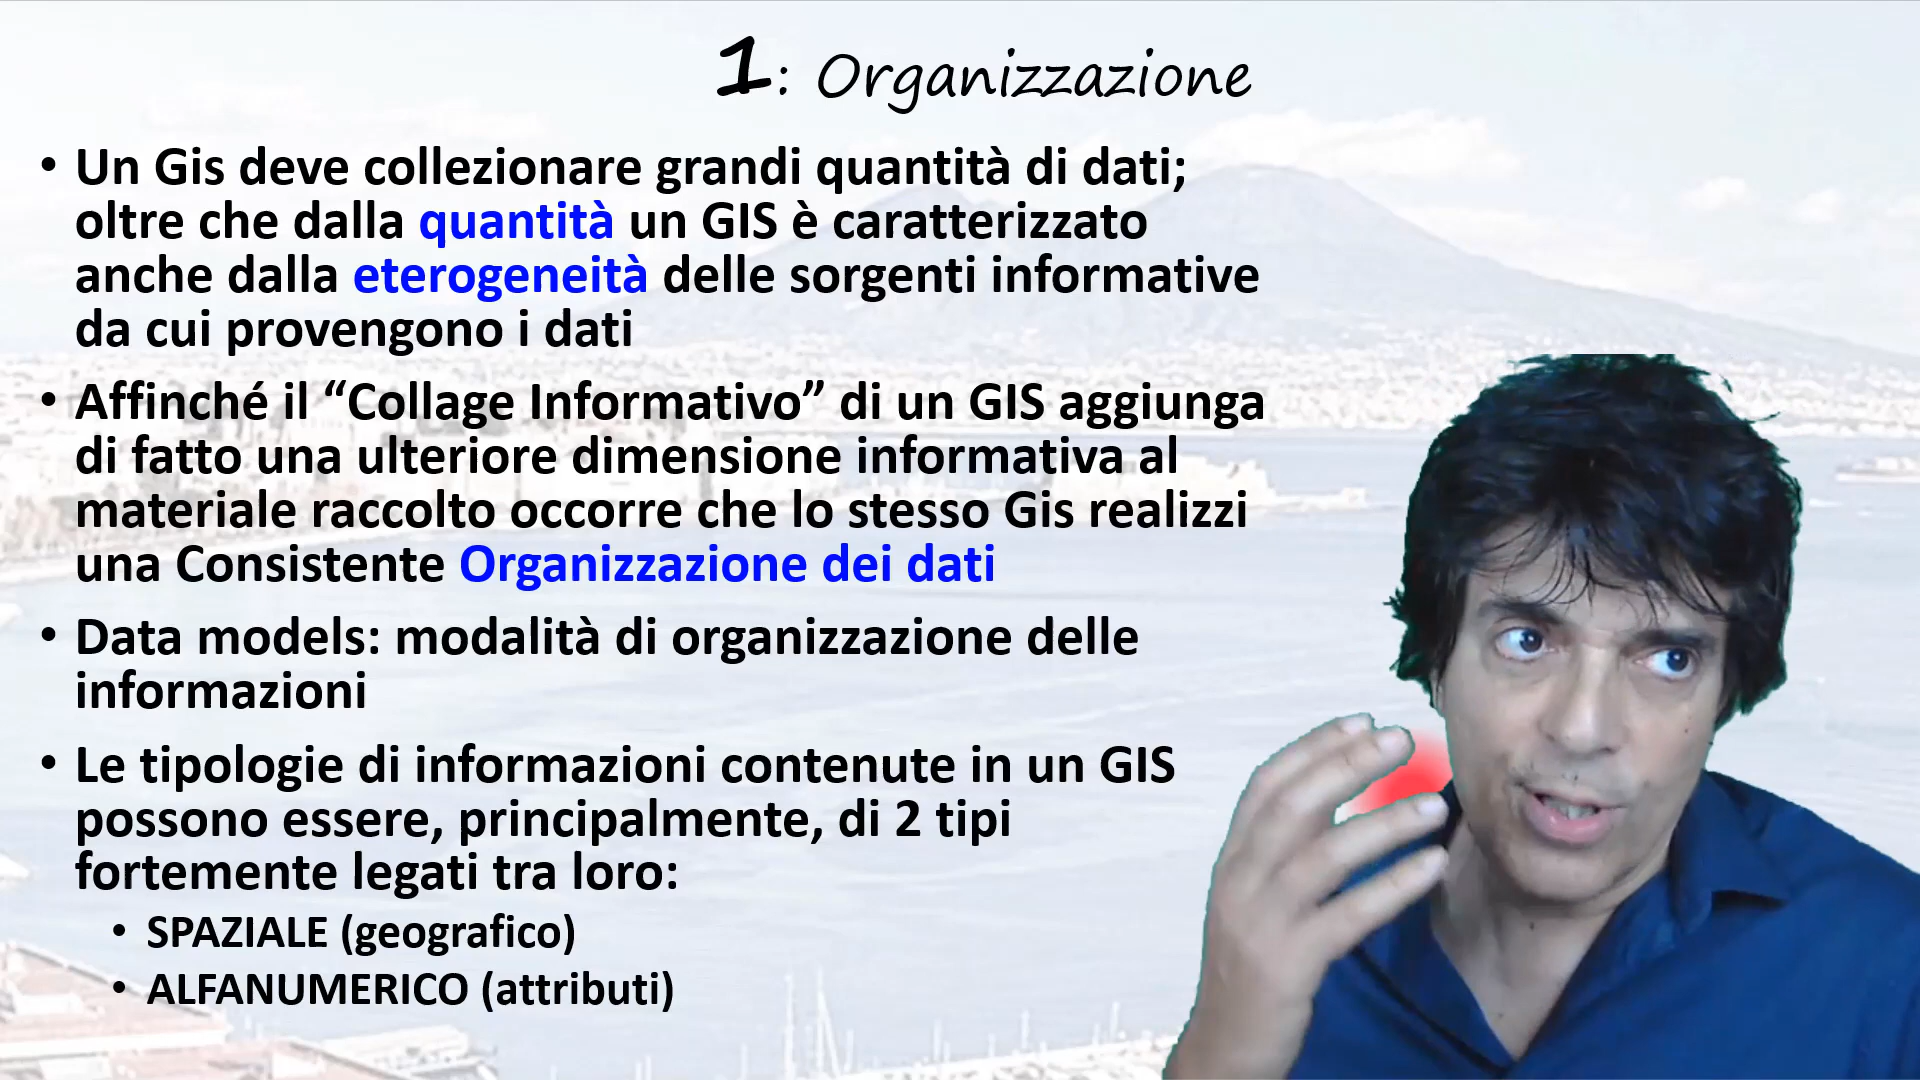 1: Organizzazione
• Un Gis deve collezionare grandi quantità di dati;
oltre che dalla quantità un GIS è caratterizzato
anche dalla eterogeneità delle sorgenti informative
da cui provengono i dati
• Affinché il “Collage Informativo” di un GIS aggiunga
di fatto una ulteriore dimensione informativa al
materiale raccolto occorre che lo stesso Gis realizzi
una Consistente Organizzazione dei dati
• Data models: modalità di organizzazione delle
informazioni
• Le tipologie di informazioni contenute in un GIS
possono essere, principalmente, di 2 tipi
fortemente legati tra loro:
• SPAZIALE (geografico)
• ALFANUMERICO (attributi)